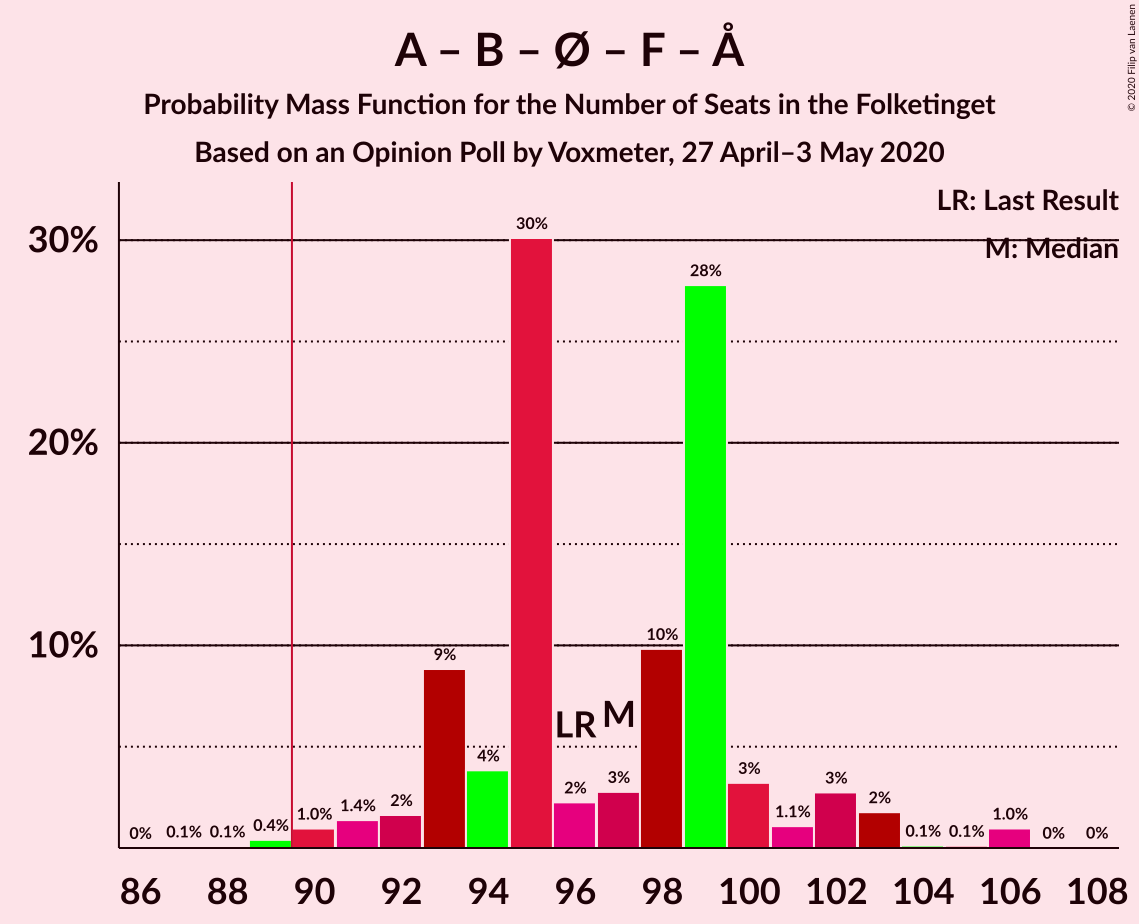 A – B – Ø – F – Å
Probability Mass Function for the Number of Seats in the Folketinget
Based on an Opinion Poll by Voxmeter, 27 April–3 May 2020
© 2020 Filip van Laenen
LR: Last Result
M: Median
30%
20%
10%
0%
0.1%
0.1%
0.4%
1.0%
1.4%
2%
9%
4%
30%
2%
3%
10%
28%
3%
1.1%
3%
2%
0.1%
0.1%
1.0%
0%
0%
LR
M
86 88 90 92 94 96 98 100 102 104 106 108